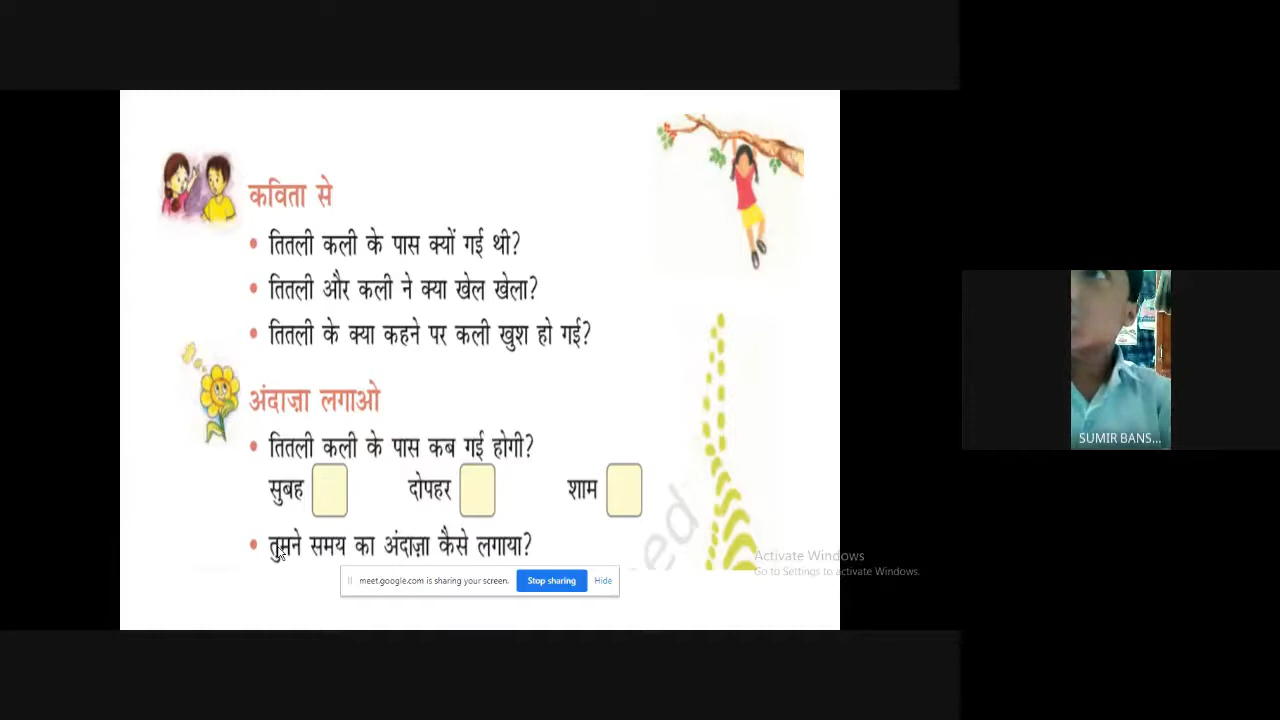 कविता से
• तितली कली के पास क्यों गई थी?
• तितली और कली ने क्या खेल खेला?
• तितली के क्या कहने पर कली खुश हो गई?
अंदाज़ा लगाओ
• तितली कली के पास कब गई होगी?
सुबह दोपहर शाम
• तुमने समय का अंदाज़ा कैसे लगाया?
ed
meet.google.com is sharing your screen. Stop sharing Hide
Activate Windows
Go to Settings to activate Windows.
SUMIR BANS...